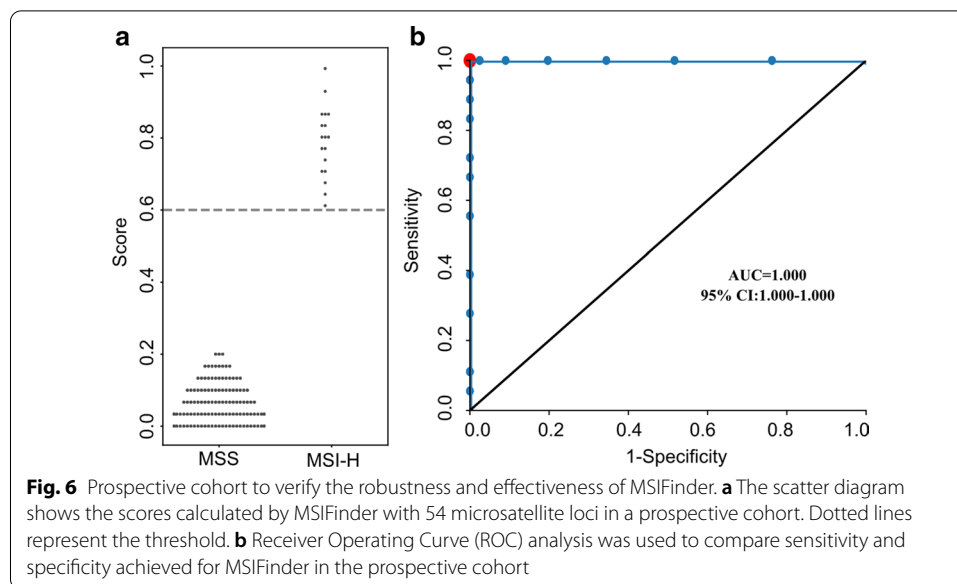 a
b
1.0
0.8
0.6
0.4
0.2
0.0
Score
MSS
MSI-H
1.0
0.8
0.6
0.4
0.2
0.0
Sensitivity
AUC=1.000
95% CI:1.000-1.000
0.0
0.2
0.4
0.6
0.8
1.0
1-Specificity
Fig. 6 Prospective cohort to verify the robustness and effectiveness of MSIFinder. a The scatter diagram
shows the scores calculated by MSIFinder with 54 microsatellite loci in a prospective cohort. Dotted lines
represent the threshold. b Receiver Operating Curve (ROC) analysis was used to compare sensitivity and
specificity achieved for MSIFinder in the prospective cohort